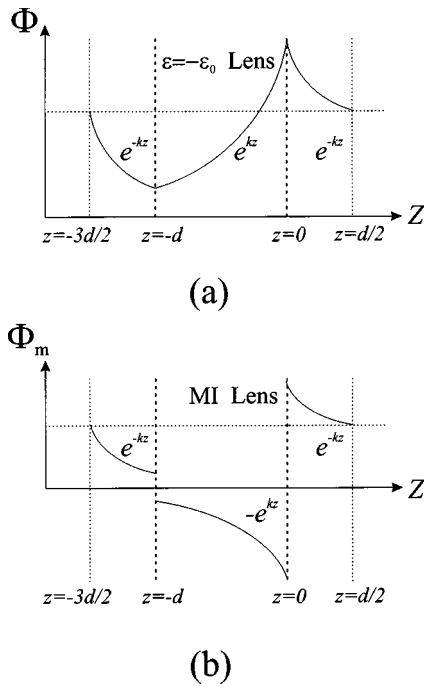 Φ
ε=-ε₀ Lens
e^{-kz} e^{kz} e^{-kz}
Z
z=-3d/2 z=-d z=0 z=d/2
(a)
Φ_m
MI Lens
e^{-kz} e^{-kz}
Z
-e^{kz}
z=-3d/2 z=-d z=0 z=d/2
(b)